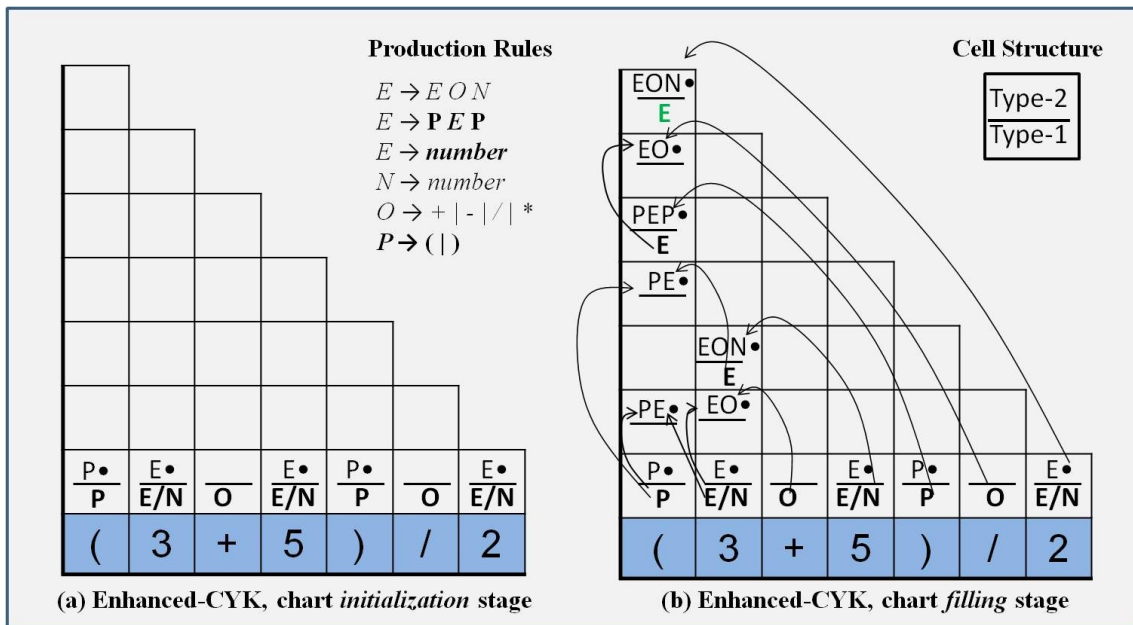 Production Rules
E → E O N
E → P E P
E → number
N → number
O → + | - | / | *
P → ( | )
P• E• E• P• E•
P E/N O E/N P O E/N
( 3 + 5 ) / 2
(a) Enhanced-CYK, chart initialization stage
Cell Structure
Type-2
Type-1
EON•
E
EO•
PEP•
E
PE•
EON•
E
PE• EO•
P• E• E• P• E•
P E/N O E/N P O E/N
( 3 + 5 ) / 2
(b) Enhanced-CYK, chart filling stage